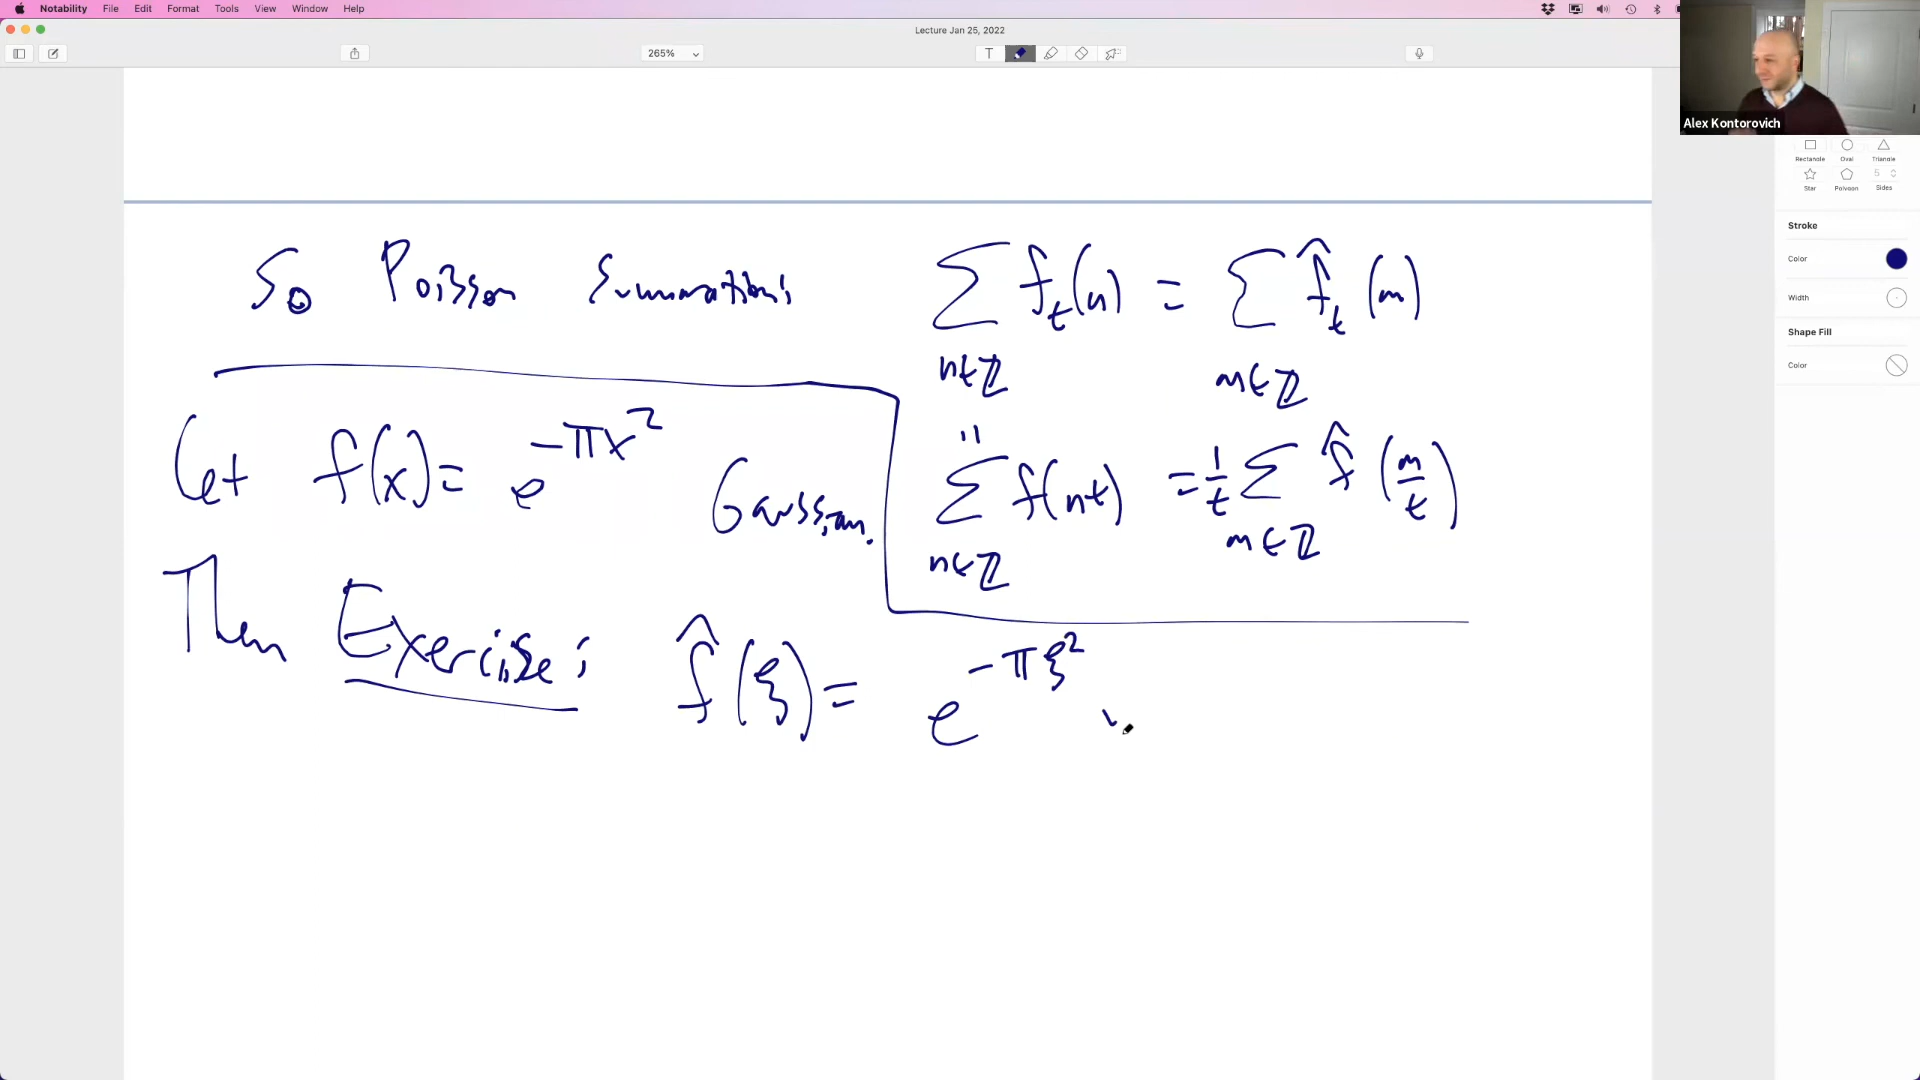 Notability File Edit Format Tools View Window Help
Lecture Jan 25, 2022
265%
T
Alex Kontorovich
Rectangle Oval Triangle
5
Star Polygon Sides
Stroke
Color
Width
Shape Fill
Color
So Poisson Summation: ∑_{n∈ℤ} f_t(n) = ∑_{m∈ℤ} f̂_t(m)
" ∑_{n∈ℤ} f(nt) = 1/t ∑_{m∈ℤ} f̂(m/t)
Let f(x) = e^{-πx²} Gaussian.
Then Exercise: f̂(ξ) = e^{-πξ²}